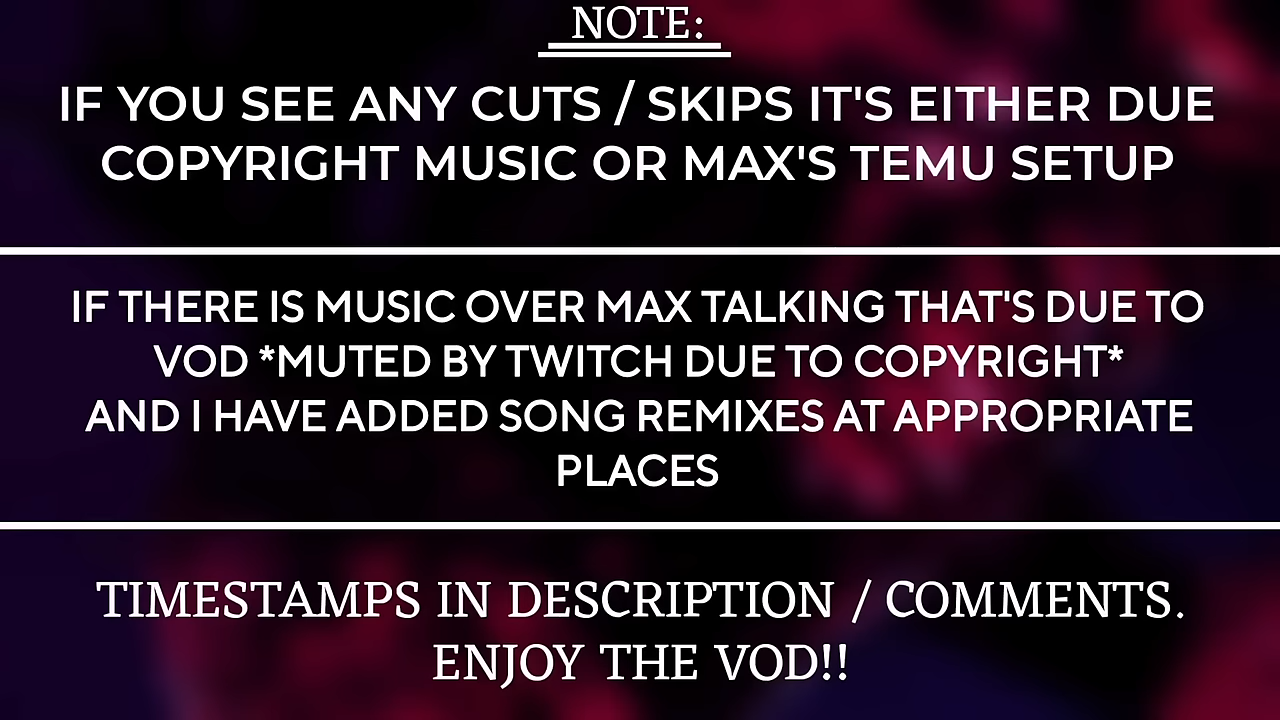 NOTE:
IF YOU SEE ANY CUTS / SKIPS IT'S EITHER DUE
COPYRIGHT MUSIC OR MAX'S TEMU SETUP
IF THERE IS MUSIC OVER MAX TALKING THAT'S DUE TO
VOD *MUTED BY TWITCH DUE TO COPYRIGHT*
AND I HAVE ADDED SONG REMIXES AT APPROPRIATE
PLACES
TIMESTAMPS IN DESCRIPTION / COMMENTS.
ENJOY THE VOD!!